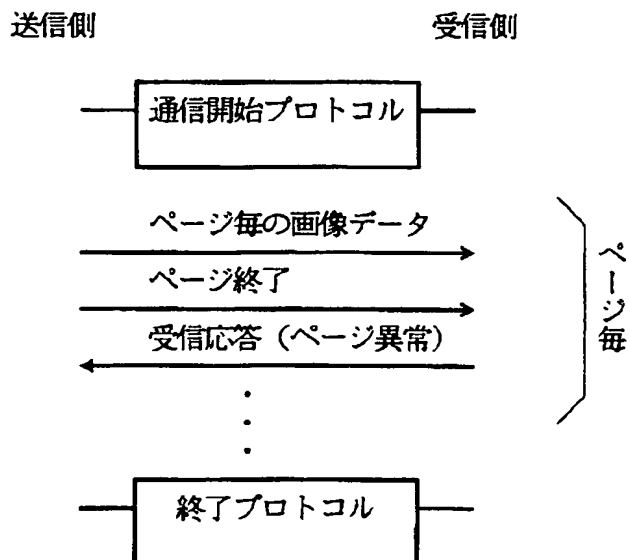 送信側
受信側
通信開始プロトコル
ページ毎の画像データ
ページ終了
受信応答（ページ異常）
ページ毎
終了プロトコル